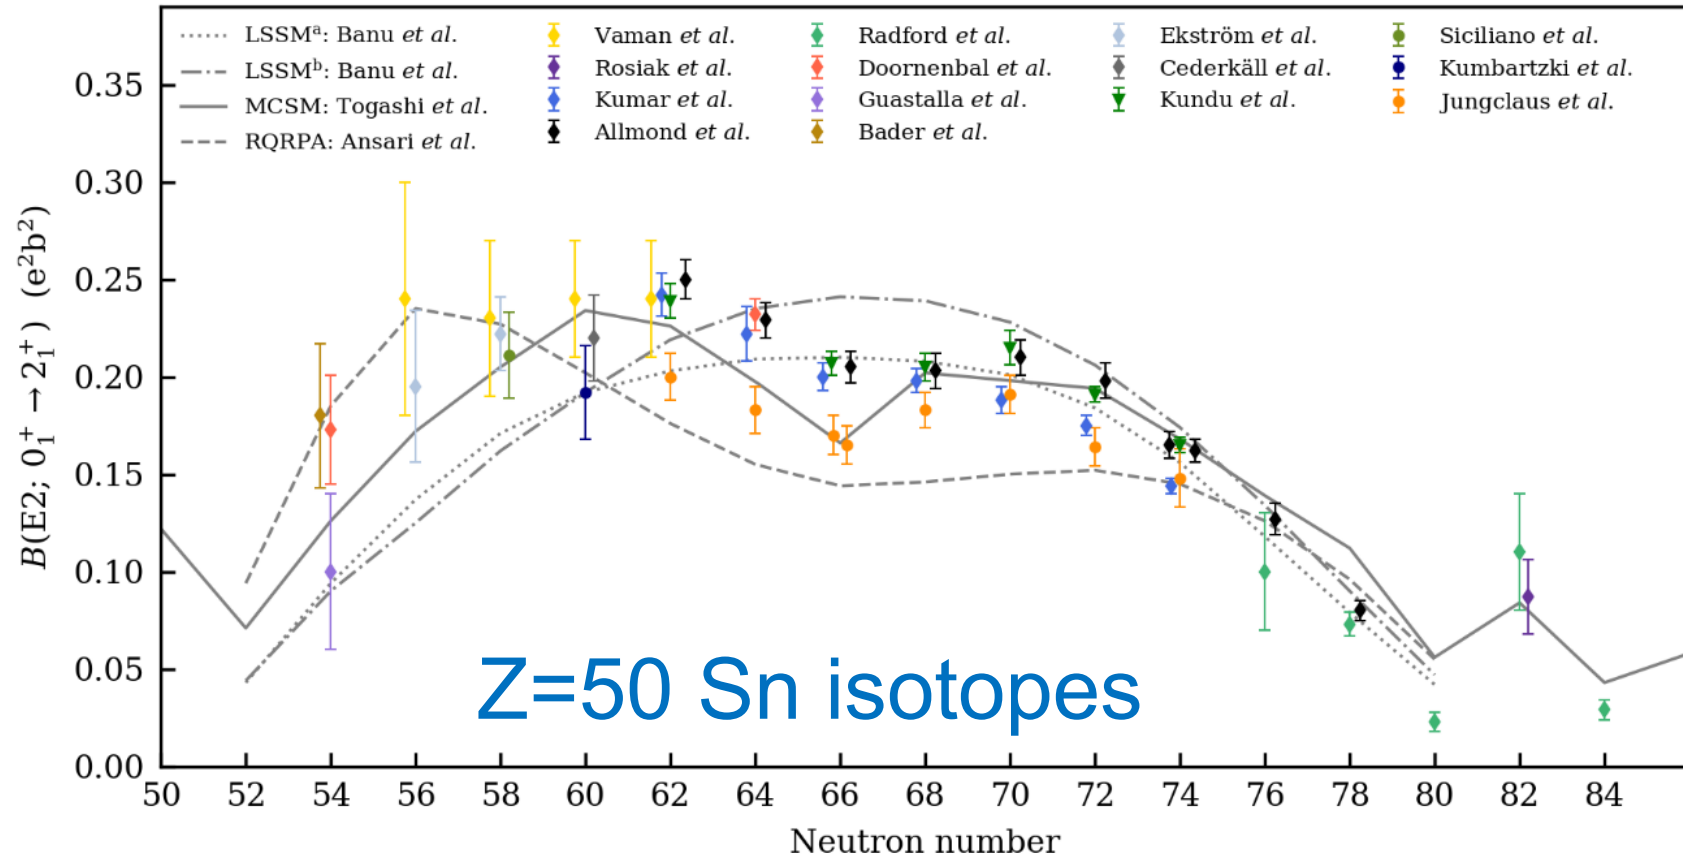 LSSMᵃ: Banu et al.
LSSMᵇ: Banu et al.
MCSM: Togashi et al.
RQRPA: Ansari et al.
Vaman et al.
Rosiak et al.
Kumar et al.
Allmond et al.
Radford et al.
Doornenbal et al.
Guastalla et al.
Bader et al.
Ekström et al.
Cederkäll et al.
Kundu et al.
Siciliano et al.
Kumbartzki et al.
Jungclaus et al.
B(E2; 0₁⁺ → 2₁⁺) (e²b²)
0.35
0.30
0.25
0.20
0.15
0.10
0.05
0.00
Z=50 Sn isotopes
50 52 54 56 58 60 62 64 66 68 70 72 74 76 78 80 82 84
Neutron number